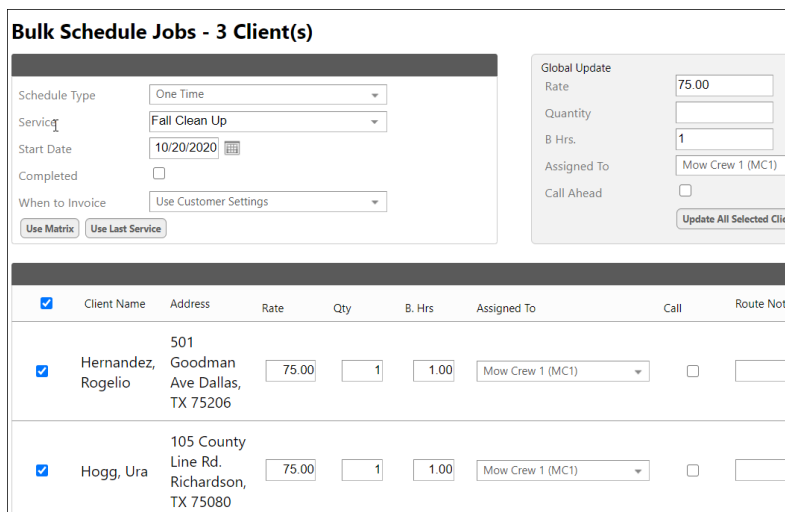 Bulk Schedule Jobs - 3 Client(s)
Schedule Type One Time
Service Fall Clean Up
Start Date 10/20/2020
Completed
When to Invoice Use Customer Settings
Use Matrix Use Last Service
Global Update
Rate 75.00
Quantity
B Hrs. 1
Assigned To Mow Crew 1 (MC1)
Call Ahead
Update All Selected Clie
Client Name Address Rate Qty B. Hrs Assigned To Call Route Not
Hernandez, Rogelio
501
Goodman
Ave Dallas,
TX 75206
75.00 1 1.00 Mow Crew 1 (MC1)
Hogg, Ura
105 County
Line Rd.
Richardson,
TX 75080
75.00 1 1.00 Mow Crew 1 (MC1)